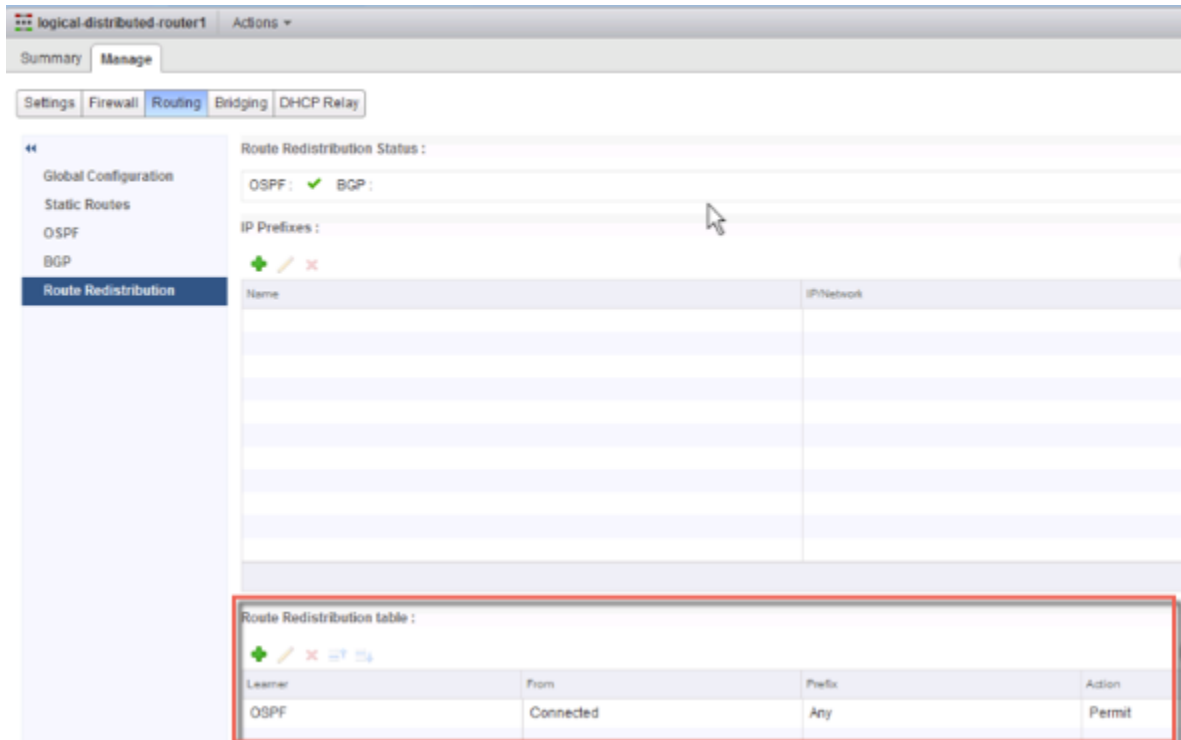 logical-distributed-router1 Actions
Summary Manage
Settings Firewall Routing Bridging DHCP Relay
Global Configuration
Static Routes
OSPF
BGP
Route Redistribution
Route Redistribution Status :
OSPF : BGP :
IP Prefixes :
Name IP/Network
Route Redistribution table :
Learner From Prefix Action
OSPF Connected Any Permit